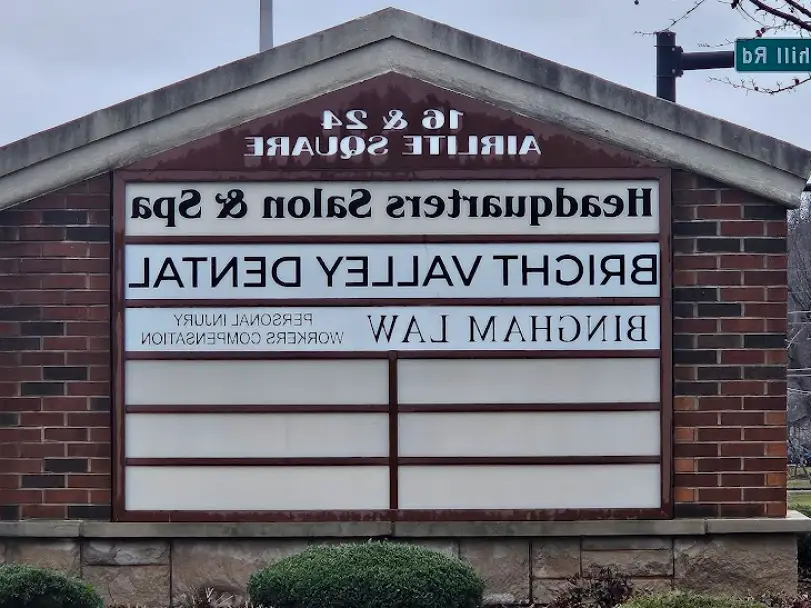 16 & 24
AIRLITE SQUARE
Headquarters Salon & Spa
BRIGHT VALLEY DENTAL
BINGHAM LAW
PERSONAL INJURY
WORKERS COMPENSATION
hill Rd